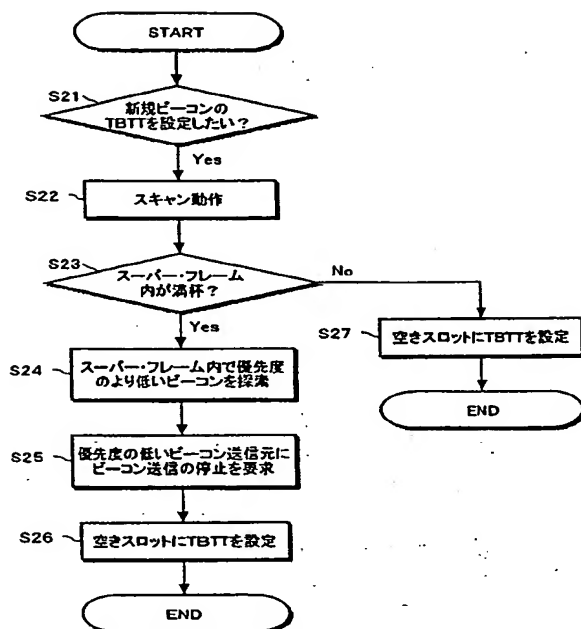 START
S21
新規ビーコンの
TBTTを設定したい？
Yes
S22
スキャン動作
S23
スーパー・フレーム
内が満杯？
No
Yes
S27
空きスロットにTBTTを設定
END
S24
スーパー・フレーム内で優先度
のより低いビーコンを探索
S25
優先度の低いビーコン送信元に
ビーコン送信の停止を要求
S26
空きスロットにTBTTを設定
END